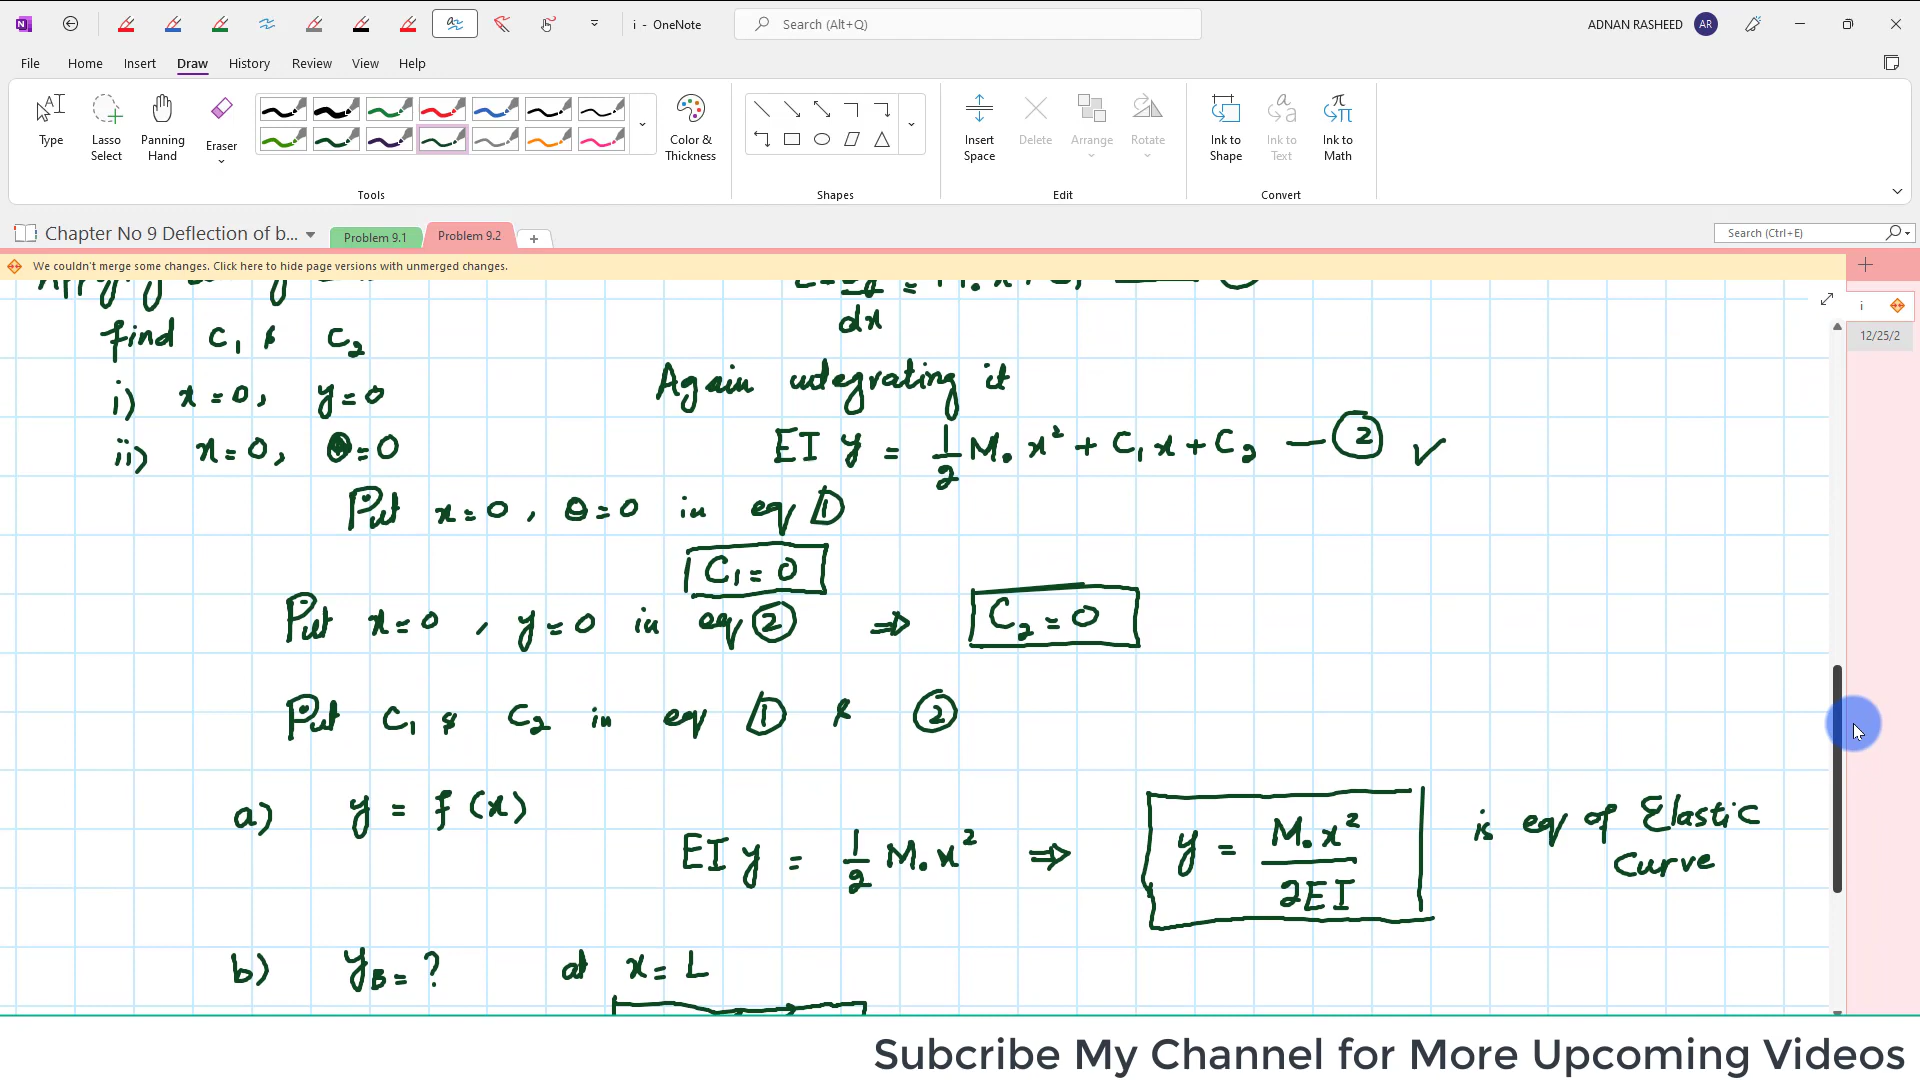 i - OneNote
Search (Alt+Q)
ADNAN RASHEED AR
File Home Insert Draw History Review View Help
Type
Lasso Select
Panning Hand
Eraser
Color & Thickness
Insert Space
Delete
Arrange
Rotate
Ink to Shape
Ink to Text
Ink to Math
Tools Shapes Edit Convert
Chapter No 9 Deflection of b...
Problem 9.1
Problem 9.2
Search (Ctrl+E)
We couldn't merge some changes. Click here to hide page versions with unmerged changes.
i
12/25/2
dx
find C₁ & C₂
Again integrating it
i) x=0, y=0
EI y = 1/2 M₀ x² + C₁ x + C₂ — ② ✓
ii) x=0, θ=0
Put x=0, θ=0 in eq ①
C₁ = 0
Put x=0, y=0 in eq ② ⇒ C₂ = 0
Put C₁ & C₂ in eq ① & ②
a) y = f(x)
EI y = 1/2 M₀ x² ⇒ y = M₀ x² / 2EI is eq of Elastic Curve
b) y_B = ? at x = L
Subcribe My Channel for More Upcoming Videos